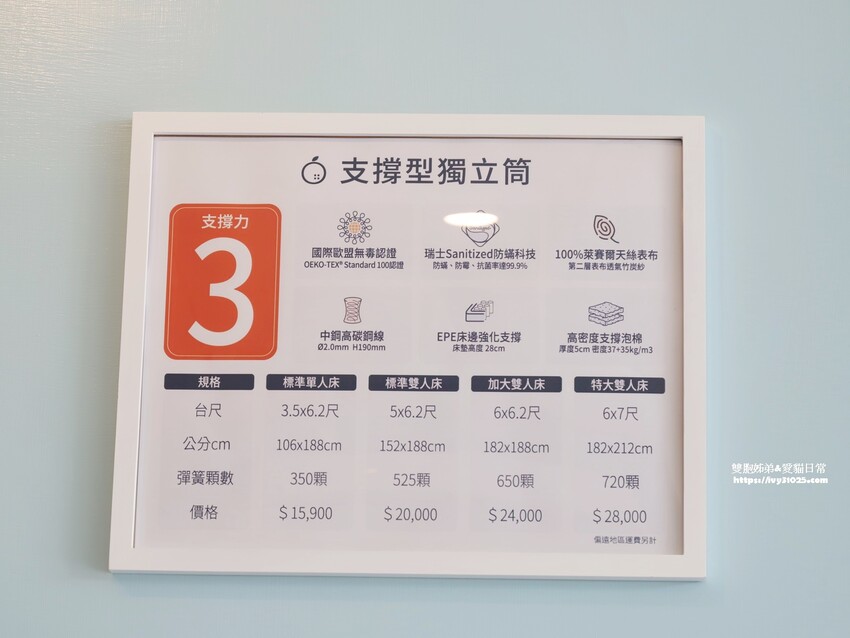 支撐型獨立筒
支撐力
3
國際歐盟無毒認證
OEKO-TEX® Standard 100認證
瑞士Sanitized防蟎科技
防蟎、防霉、抗菌率達99.9%
100%萊賽爾天絲表布
第二層表布透氣竹炭紗
中鋼高碳鋼線
Ø2.0mm H190mm
EPE床邊強化支撐
床墊高度 28cm
高密度支撐泡棉
厚度5cm 密度37+35kg/m3
規格 標準單人床 標準雙人床 加大雙人床 特大雙人床
台尺 3.5x6.2尺 5x6.2尺 6x6.2尺 6x7尺
公分cm 106x188cm 152x188cm 182x188cm 182x212cm
彈簧顆數 350顆 525顆 650顆 720顆
價格 $15,900 $20,000 $24,000 $28,000
偏遠地區運費另計
雙胞姊弟&愛貓日常
https://ivy31025.com